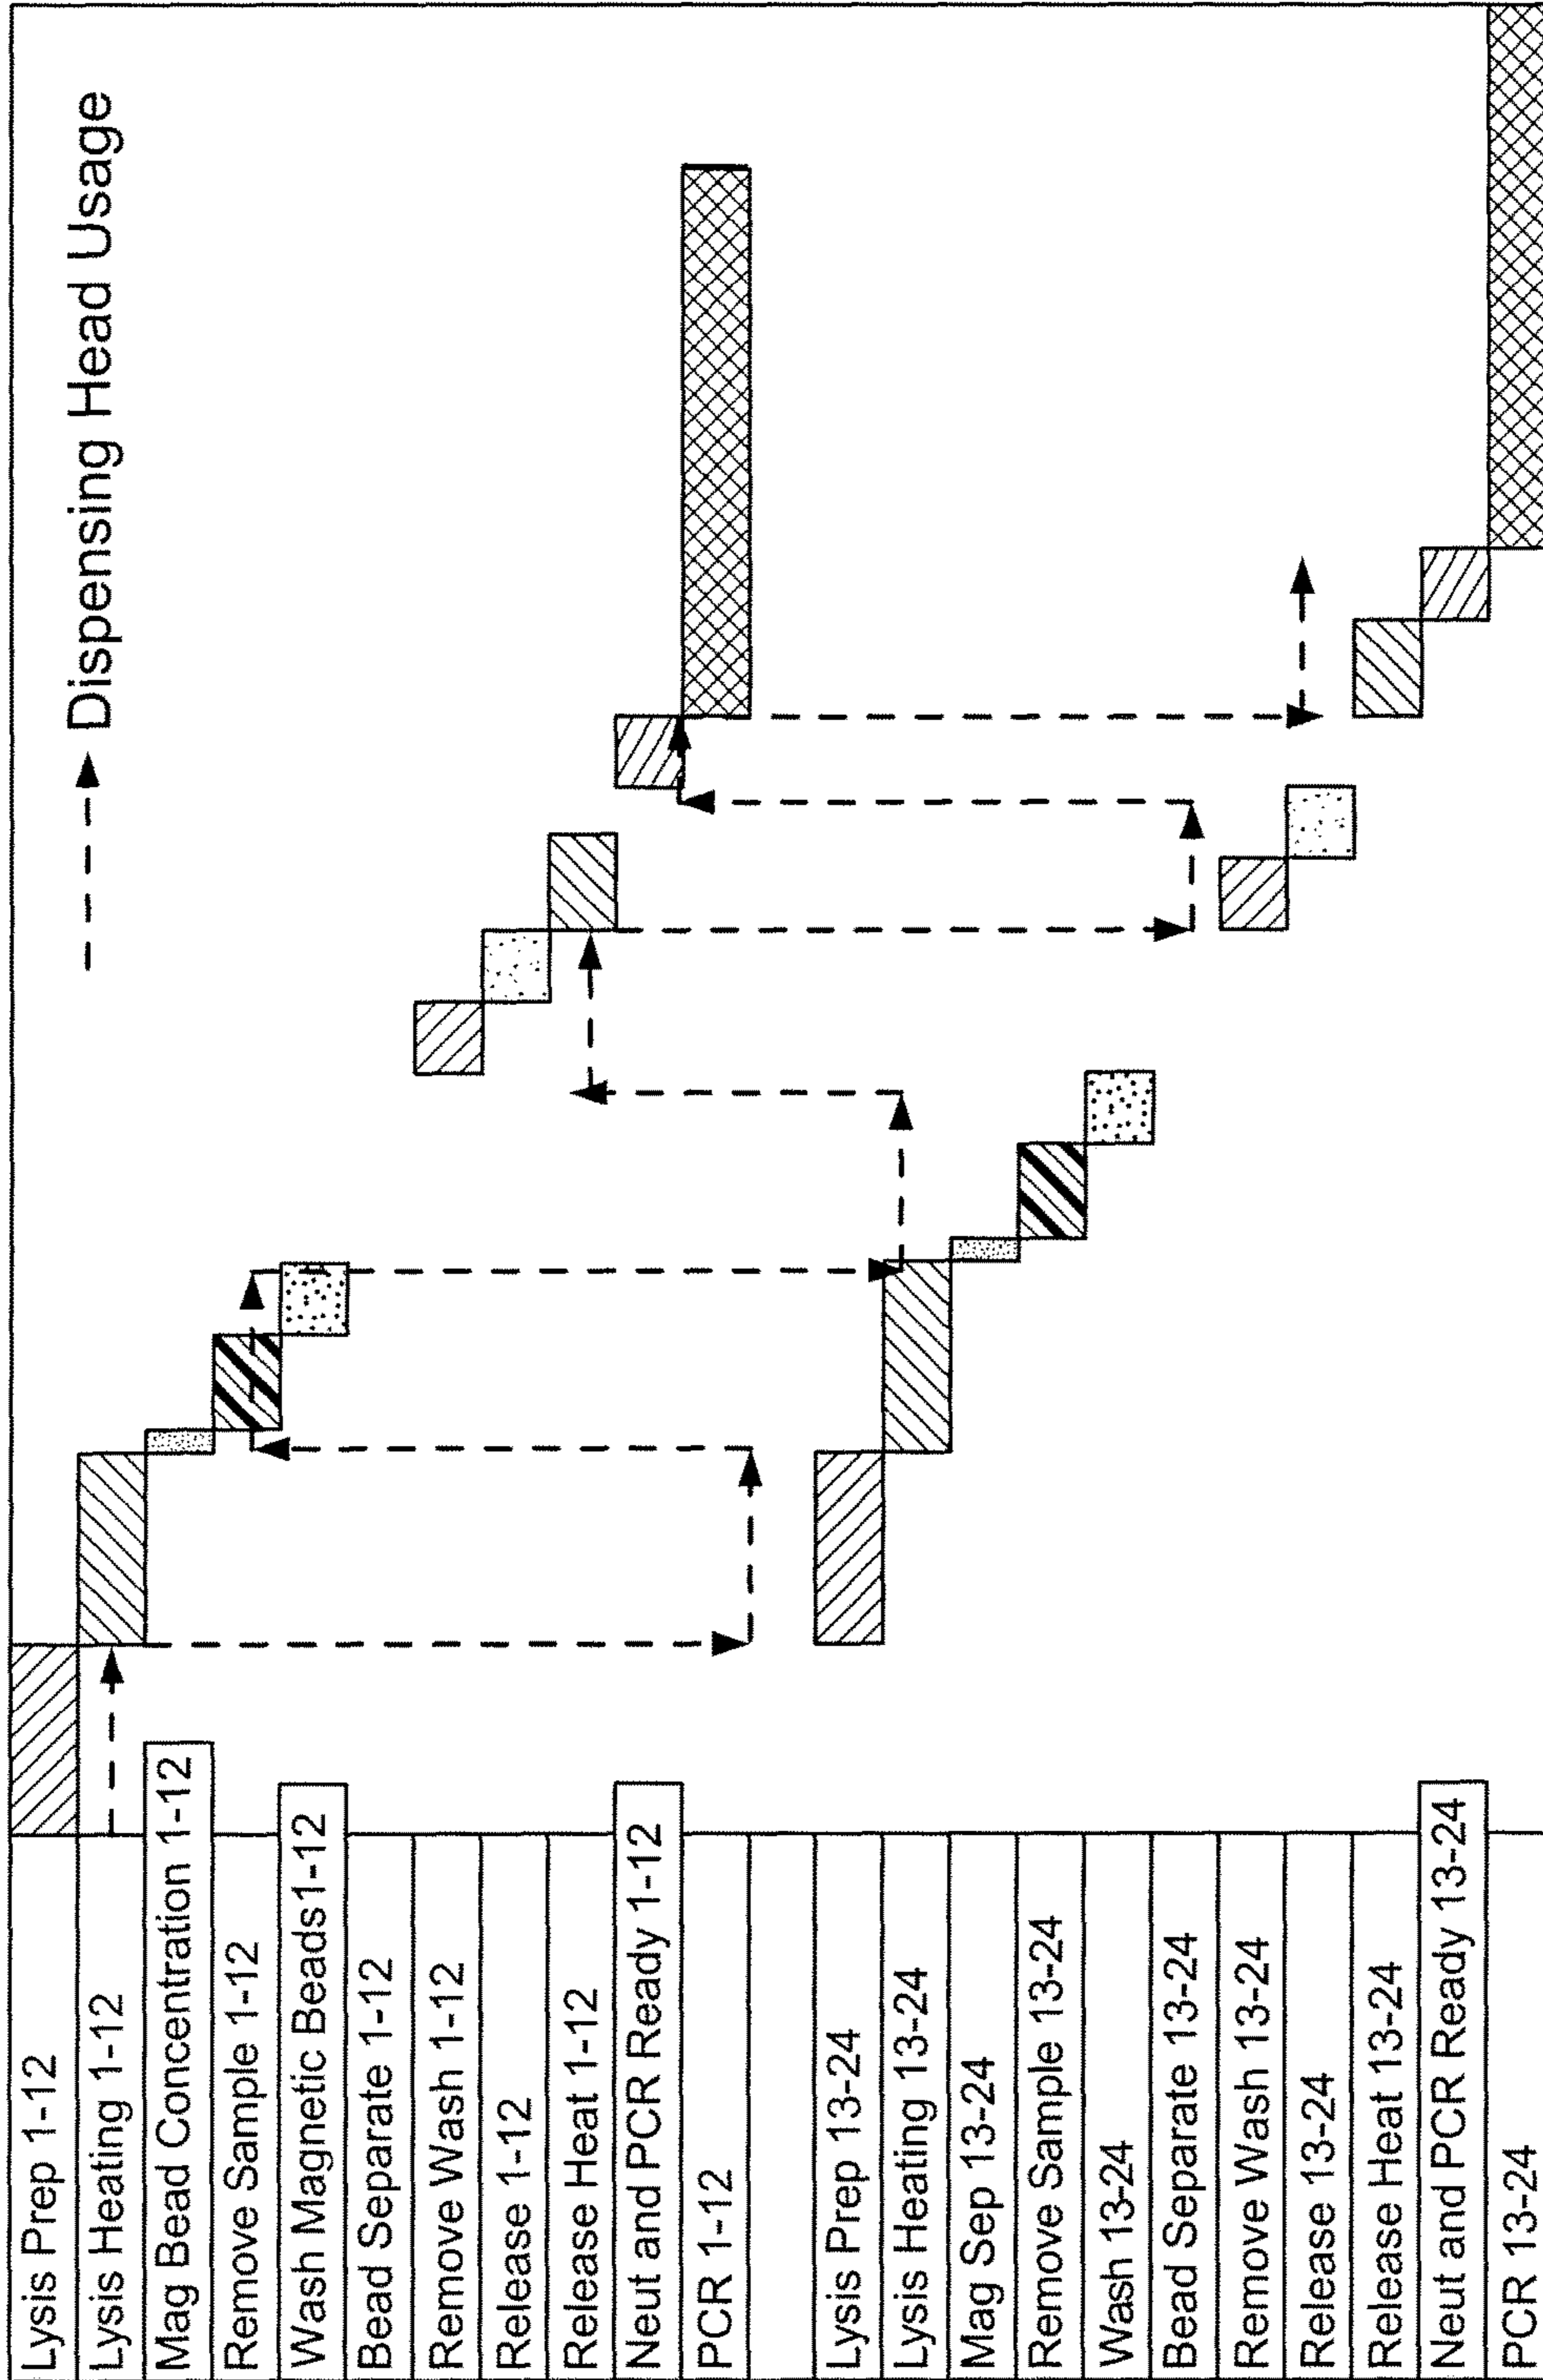 Lysis Prep 1-12
Lysis Heating 1-12
Mag Bead Concentration 1-12
Remove Sample 1-12
Wash Magnetic Beads1-12
Bead Separate 1-12
Remove Wash 1-12
Release 1-12
Release Heat 1-12
Neut and PCR Ready 1-12
PCR 1-12
Lysis Prep 13-24
Lysis Heating 13-24
Mag Sep 13-24
Remove Sample 13-24
Wash 13-24
Bead Separate 13-24
Remove Wash 13-24
Release 13-24
Release Heat 13-24
Neut and PCR Ready 13-24
PCR 13-24
Dispensing Head Usage